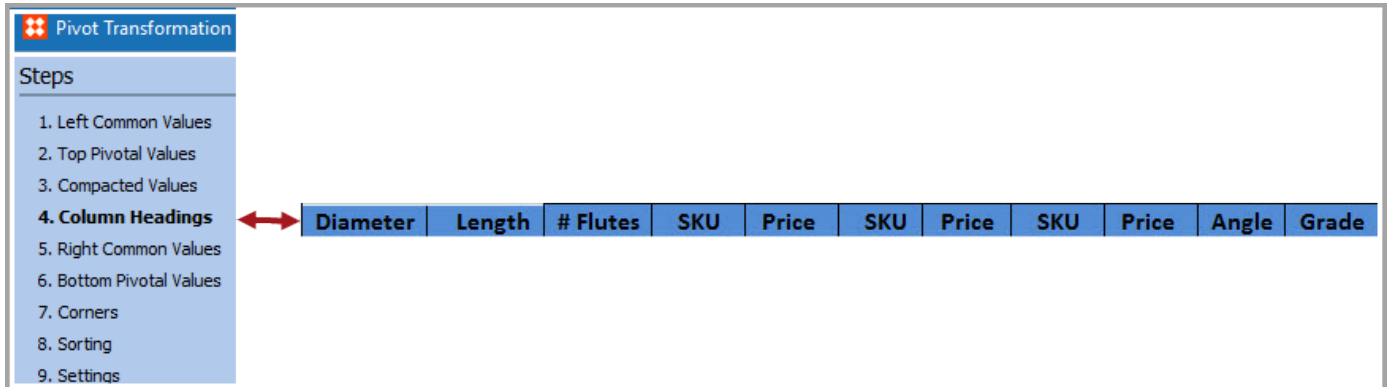 Pivot Transformation
Steps
1. Left Common Values
2. Top Pivotal Values
3. Compacted Values
4. Column Headings
Diameter Length # Flutes SKU Price SKU Price SKU Price Angle Grade
5. Right Common Values
6. Bottom Pivotal Values
7. Corners
8. Sorting
9. Settings